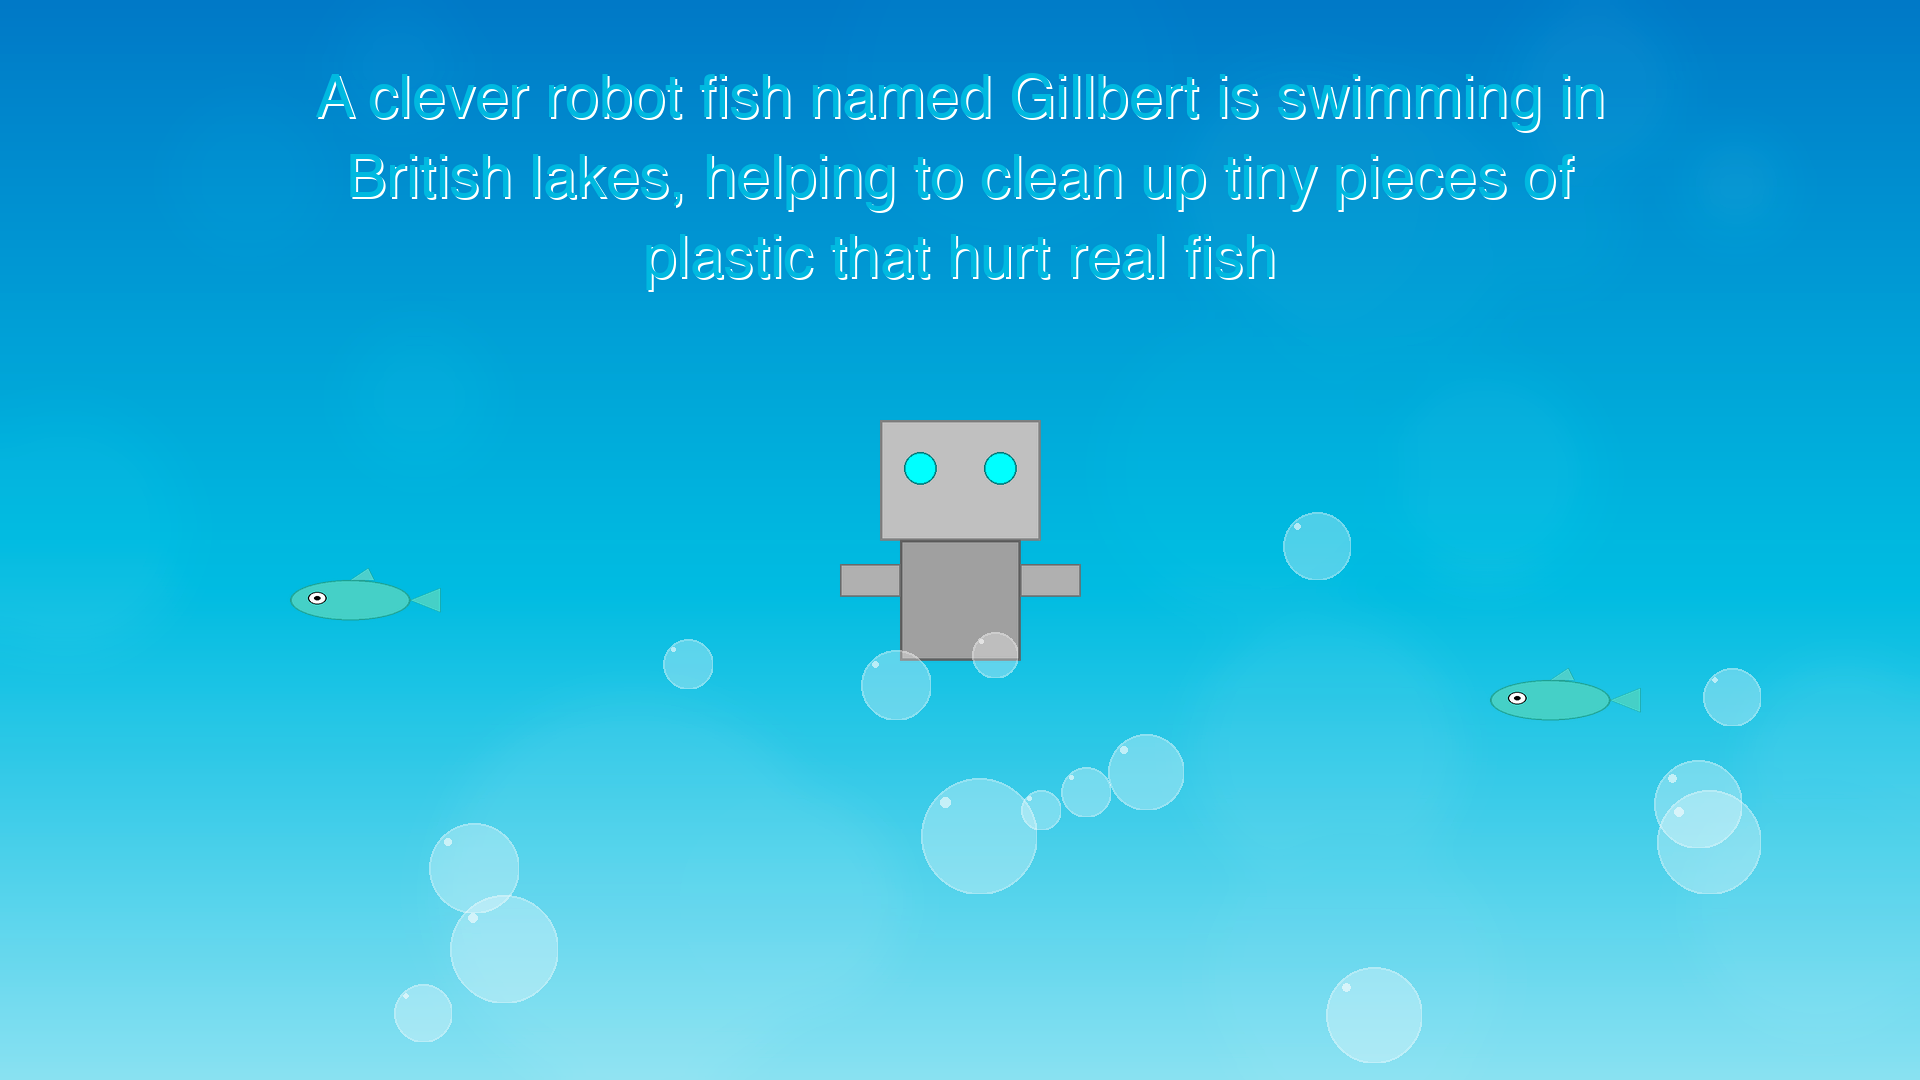 A clever robot fish named Gillbert is swimming in
British lakes, helping to clean up tiny pieces of
plastic that hurt real fish